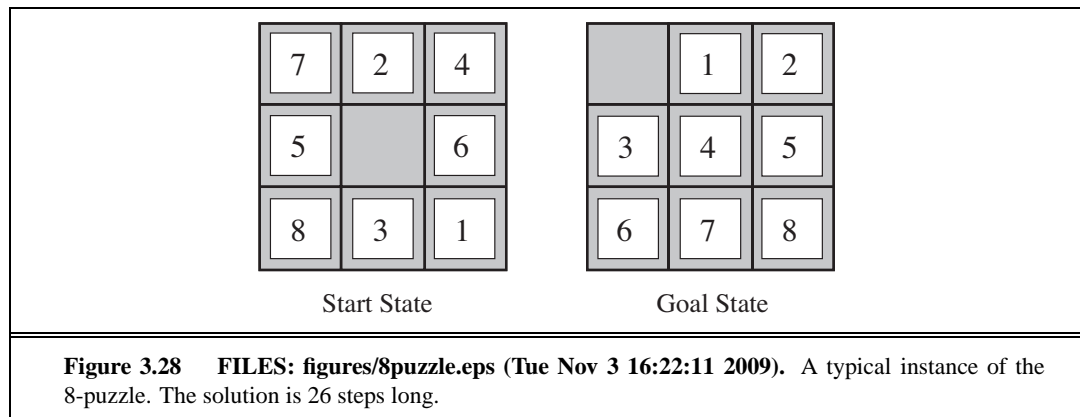 7 2 4 1 2
5 6 3 4 5
8 3 1 6 7 8
Start State Goal State
Figure 3.28 FILES: figures/8puzzle.eps (Tue Nov 3 16:22:11 2009). A typical instance of the
8-puzzle. The solution is 26 steps long.